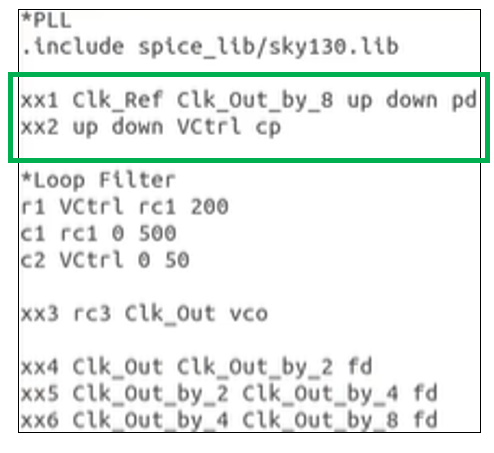 *PLL
.include spice_lib/sky130.lib
xx1 Clk_Ref Clk_Out_by_8 up down pd
xx2 up down VCtrl cp
*Loop Filter
r1 VCtrl rc1 200
c1 rc1 0 500
c2 VCtrl 0 50
xx3 rc3 Clk_Out vco
xx4 Clk_Out Clk_Out_by_2 fd
xx5 Clk_Out_by_2 Clk_Out_by_4 fd
xx6 Clk_Out_by_4 Clk_Out_by_8 fd